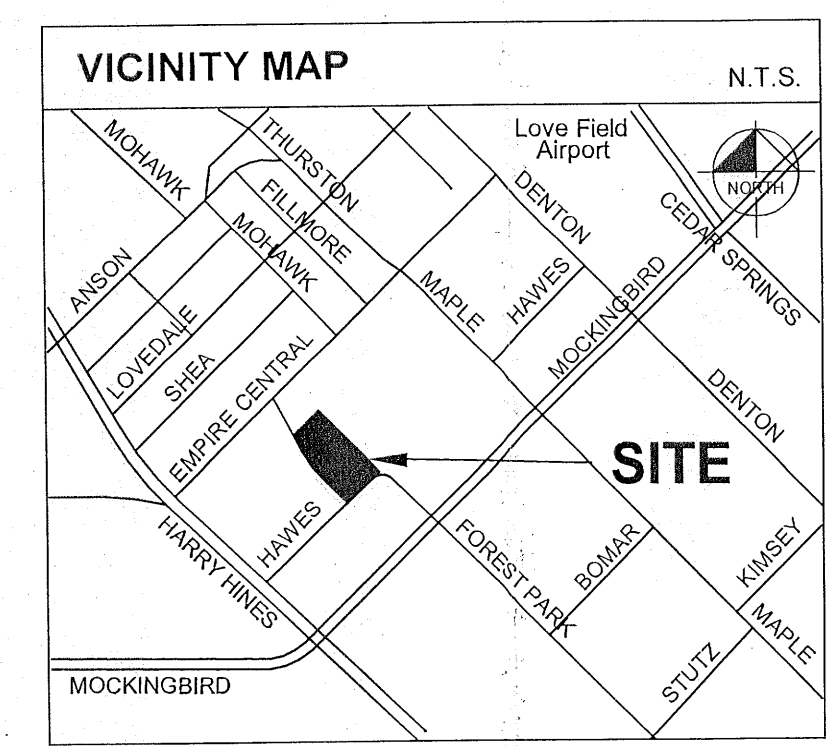 VICINITY MAP
N.T.S.
MOHAWK
THURSTON
Love Field
Airport
NORTH
FILLMORE
MOHAWK
DENTON
CEDAR SPRINGS
ANSON
MAPLE
HAWES
MOCKINGBIRD
LOVEDALE
SHEA
EMPIRE CENTRAL
DENTON
SITE
HAWES
HARRY HINES
FOREST PARK
BOMAR
KIMSEY
MAPLE
STUTZ
MOCKINGBIRD